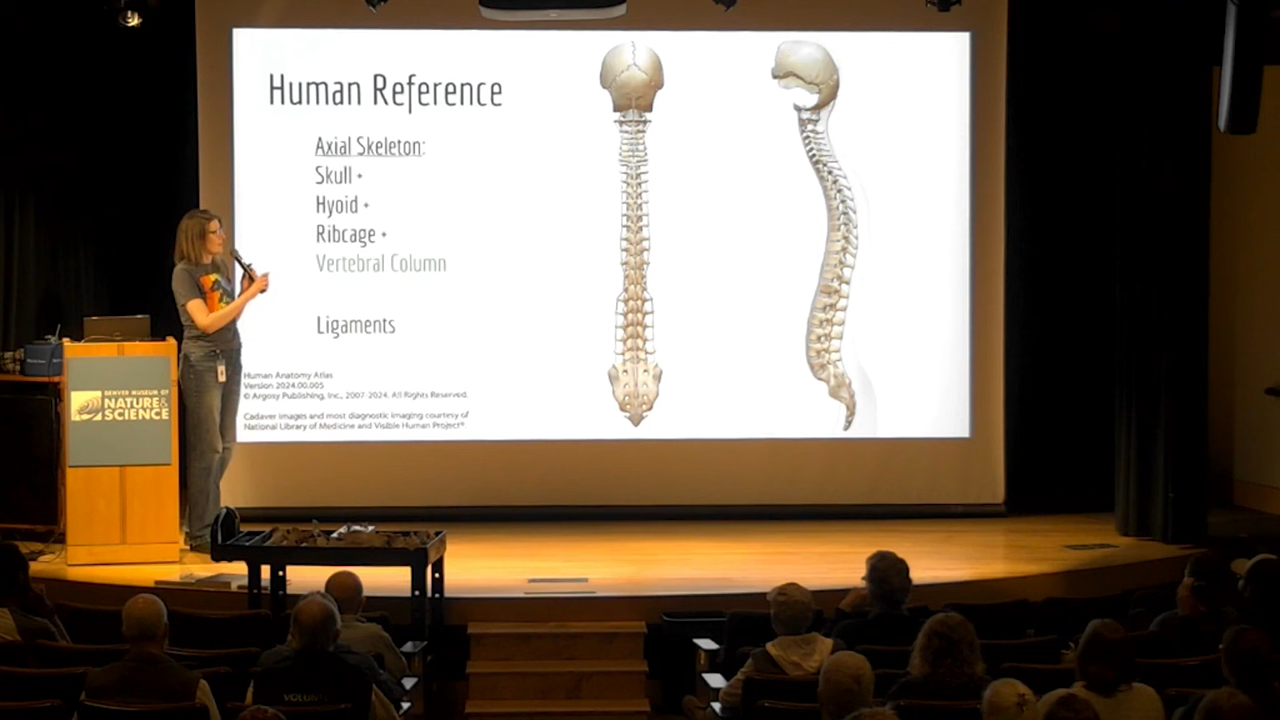 Human Reference
Axial Skeleton:
Skull +
Hyoid +
Ribcage +
Vertebral Column
Ligaments
Human Anatomy Atlas
Version 2024.00.005
© Argosy Publishing, Inc., 2007-2024. All Rights Reserved.
Cadaver images and most diagnostic imaging courtesy of
National Library of Medicine and Visible Human Project®
DENVER MUSEUM OF
NATURE&
SCIENCE